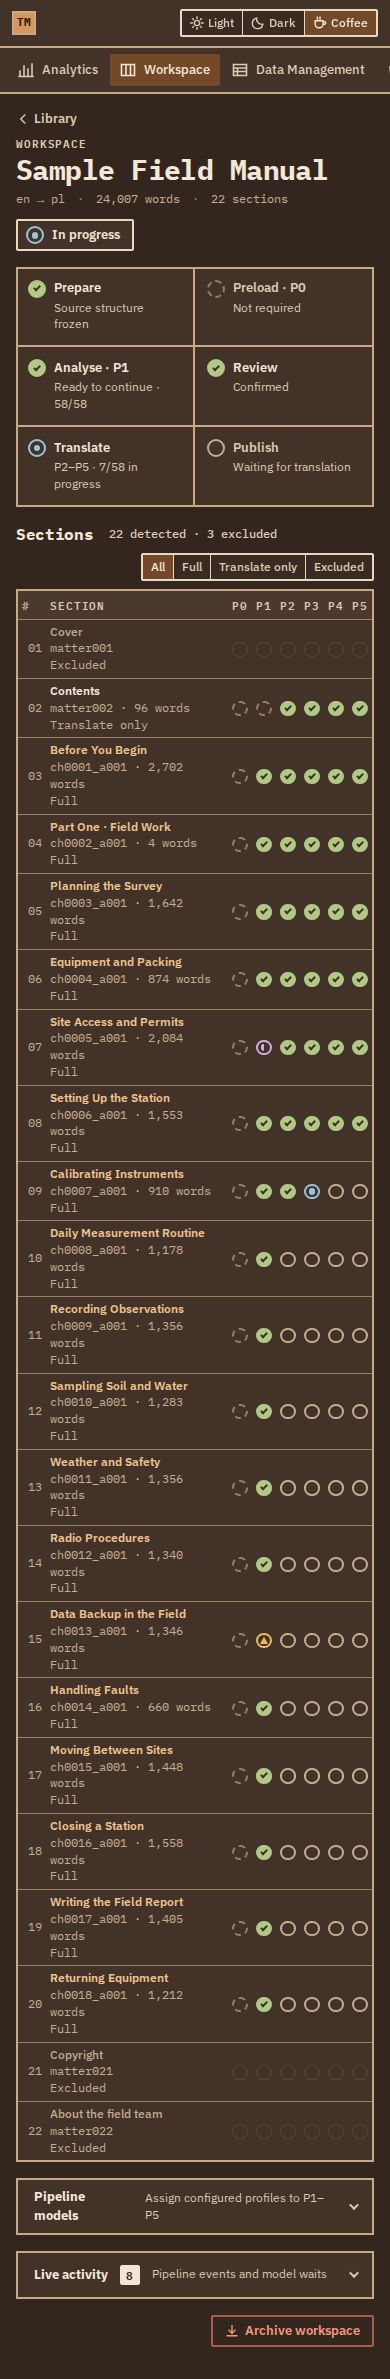 TM
Light Dark Coffee
Analytics Workspace Data Management
Library
WORKSPACE
Sample Field Manual
en → pl · 24,007 words · 22 sections
In progress
Prepare
Source structure
frozen
Preload · P0
Not required
Analyse · P1
Ready to continue ·
58/58
Review
Confirmed
Translate
P2–P5 · 7/58 in
progress
Publish
Waiting for translation
Sections 22 detected · 3 excluded
All Full Translate only Excluded
# SECTION P0 P1 P2 P3 P4 P5
Cover
01 matter001
Excluded
Contents
02 matter002 · 96 words
Translate only
Before You Begin
ch0001_a001 · 2,702
03 words
Full
Part One · Field Work
04 ch0002_a001 · 4 words
Full
Planning the Survey
ch0003_a001 · 1,642
05 words
Full
Equipment and Packing
06 ch0004_a001 · 874 words
Full
Site Access and Permits
ch0005_a001 · 2,084
07 words
Full
Setting Up the Station
ch0006_a001 · 1,553
08 words
Full
Calibrating Instruments
09 ch0007_a001 · 910 words
Full
Daily Measurement Routine
ch0008_a001 · 1,178
10 words
Full
Recording Observations
ch0009_a001 · 1,356
11 words
Full
Sampling Soil and Water
ch0010_a001 · 1,283
12 words
Full
Weather and Safety
ch0011_a001 · 1,356
13 words
Full
Radio Procedures
ch0012_a001 · 1,340
14 words
Full
Data Backup in the Field
ch0013_a001 · 1,346
15 words
Full
Handling Faults
16 ch0014_a001 · 660 words
Full
Moving Between Sites
ch0015_a001 · 1,448
17 words
Full
Closing a Station
ch0016_a001 · 1,558
18 words
Full
Writing the Field Report
ch0017_a001 · 1,405
19 words
Full
Returning Equipment
ch0018_a001 · 1,212
20 words
Full
Copyright
21 matter021
Excluded
About the field team
22 matter022
Excluded
Pipeline
models
Assign configured profiles to P1–
P5
Live activity 8 Pipeline events and model waits
Archive workspace